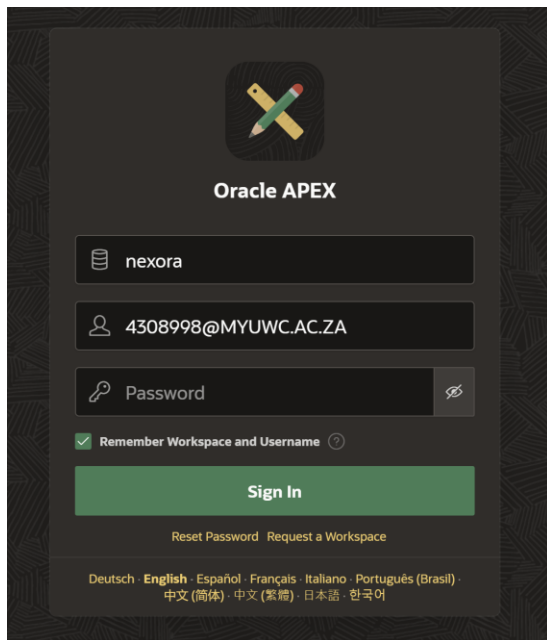 Oracle APEX
nexora
4308998@MYUWC.AC.ZA
Password
Remember Workspace and Username ?
Sign In
Reset Password Request a Workspace
Deutsch · English · Español · Français · Italiano · Português (Brasil) ·
中文 (简体) · 中文 (繁體) · 日本語 · 한국어